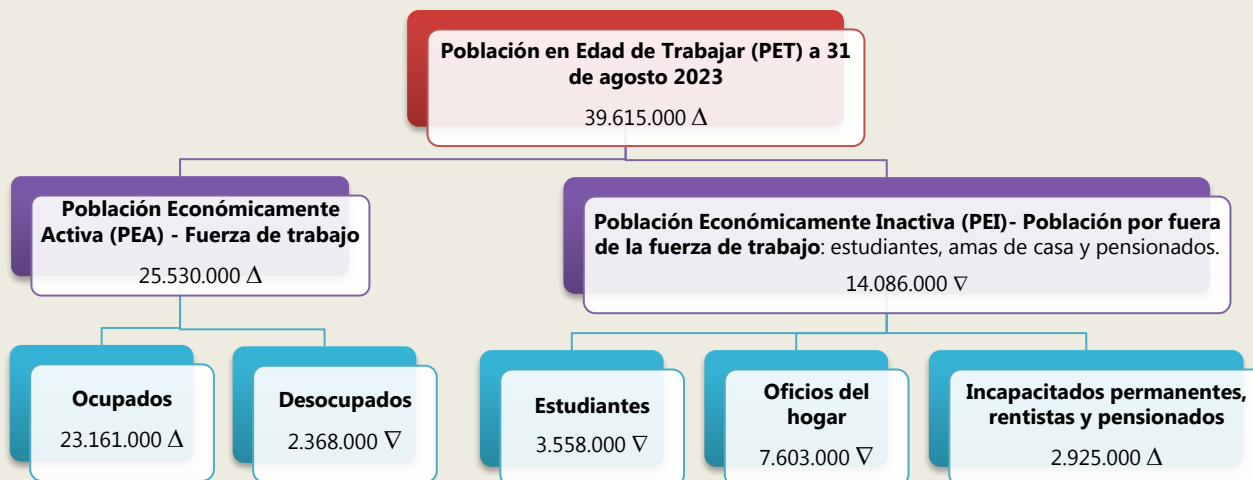 Población en Edad de Trabajar (PET) a 31
de agosto 2023
39.615.000 Δ
Población Económicamente
Activa (PEA) - Fuerza de trabajo
25.530.000 Δ
Población Económicamente Inactiva (PEI)- Población por fuera
de la fuerza de trabajo: estudiantes, amas de casa y pensionados.
14.086.000 ∇
Ocupados
23.161.000 Δ
Desocupados
2.368.000 ∇
Estudiantes
3.558.000 ∇
Oficios del
hogar
7.603.000 ∇
Incapacitados permanentes,
rentistas y pensionados
2.925.000 Δ